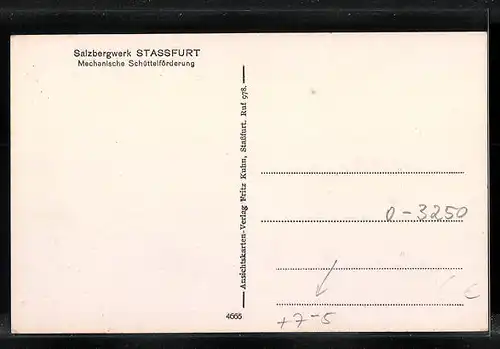 Salzbergwerk STASSFURT
Mechanische Schüttelförderung
Ansichtskarten-Verlag Fritz Kuhn, Staßfurt. Ruf 978.
0-3250
€
+7-5
4665